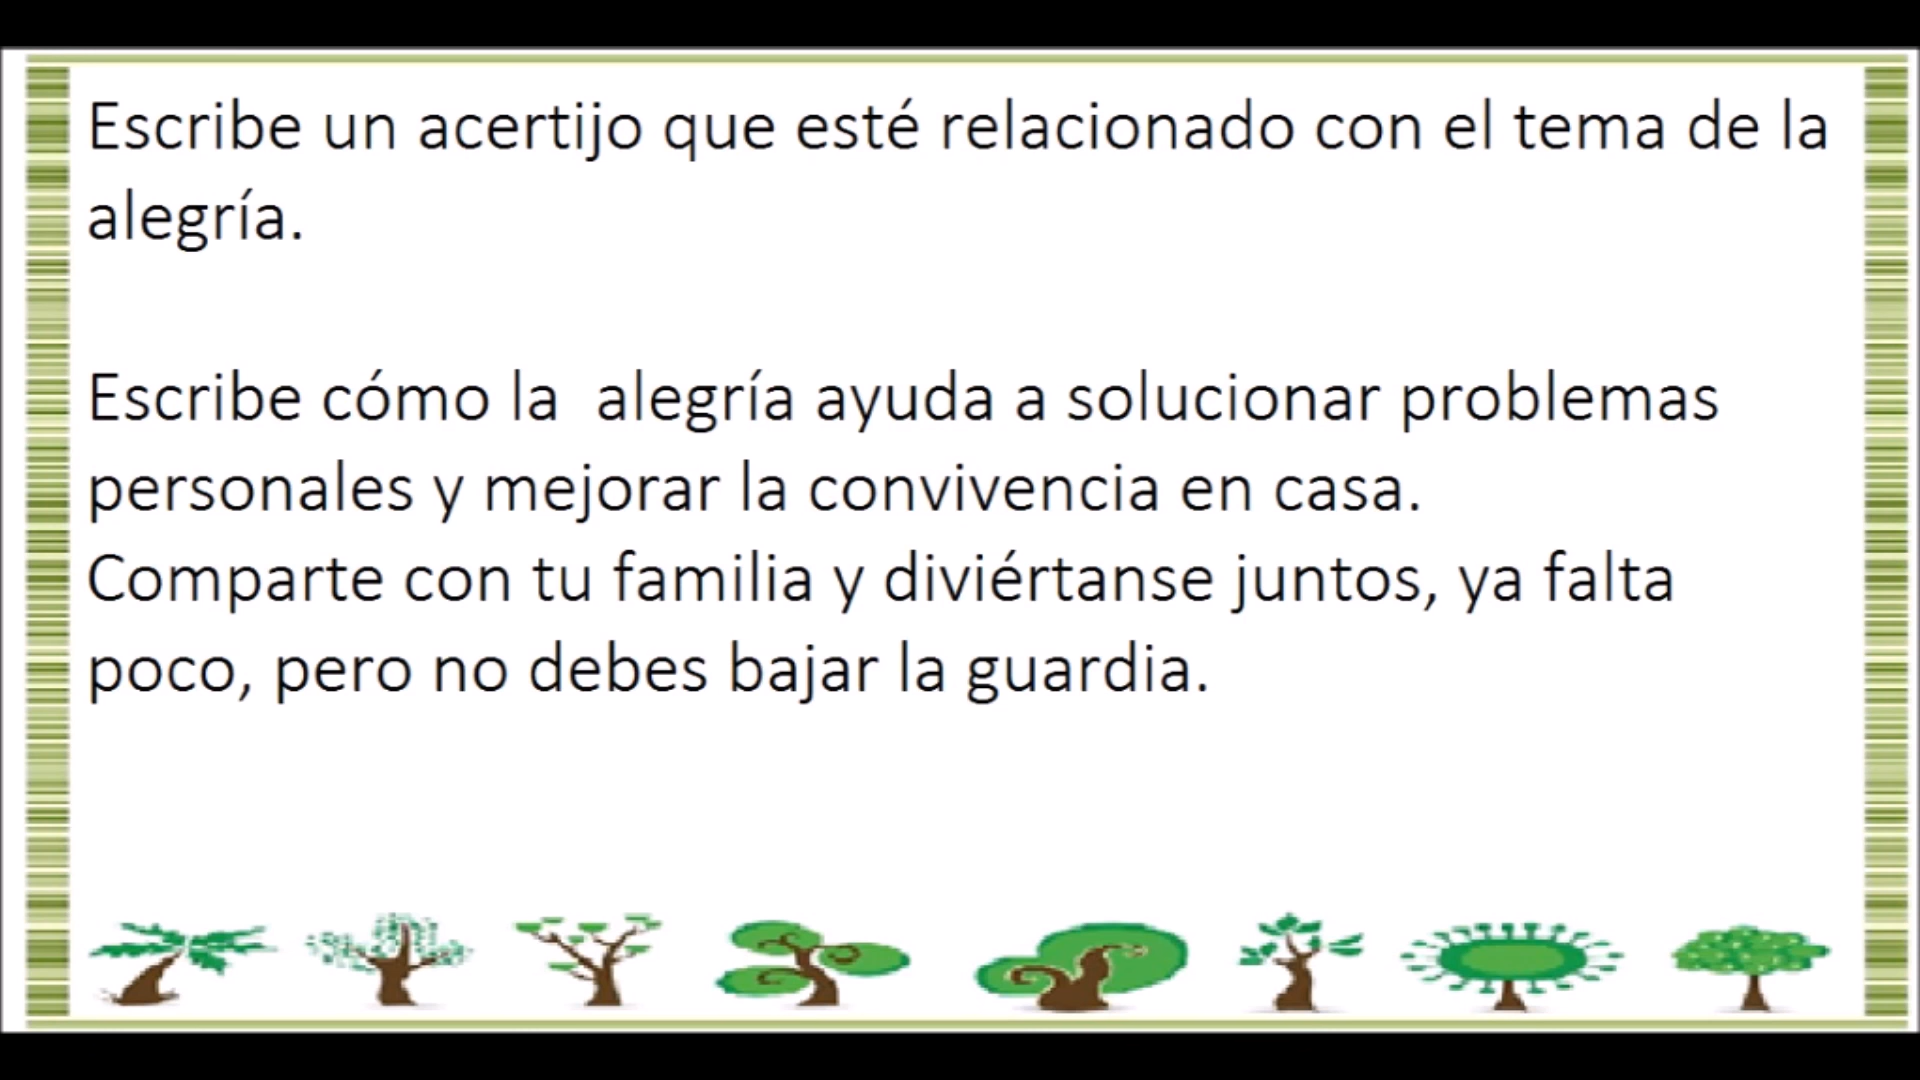 Escribe un acertijo que esté relacionado con el tema de la
alegría.
Escribe cómo la  alegría ayuda a solucionar problemas
personales y mejorar la convivencia en casa.
Comparte con tu familia y diviértanse juntos, ya falta
poco, pero no debes bajar la guardia.